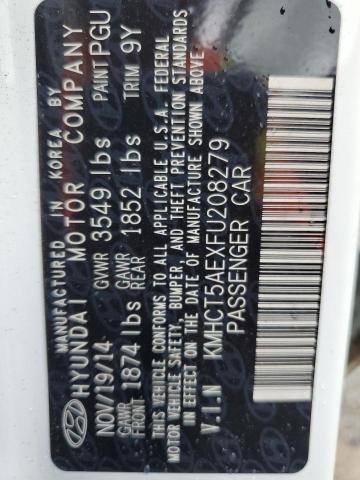 MANUFACTURED IN KOREA BY
HYUNDAI MOTOR COMPANY
NOV/19/14 GVWR 3549 lbs PAINT PGU
GAWR FRONT 1874 lbs GAWR REAR 1852 lbs TRIM 9Y
THIS VEHICLE CONFORMS TO ALL APPLICABLE U.S.A. FEDERAL
MOTOR VEHICLE SAFETY, BUMPER, AND THEFT PREVENTION STANDARDS
IN EFFECT ON THE DATE OF MANUFACTURE SHOWN ABOVE
V.I.N KMHCT5AEXFU208279
PASSENGER CAR